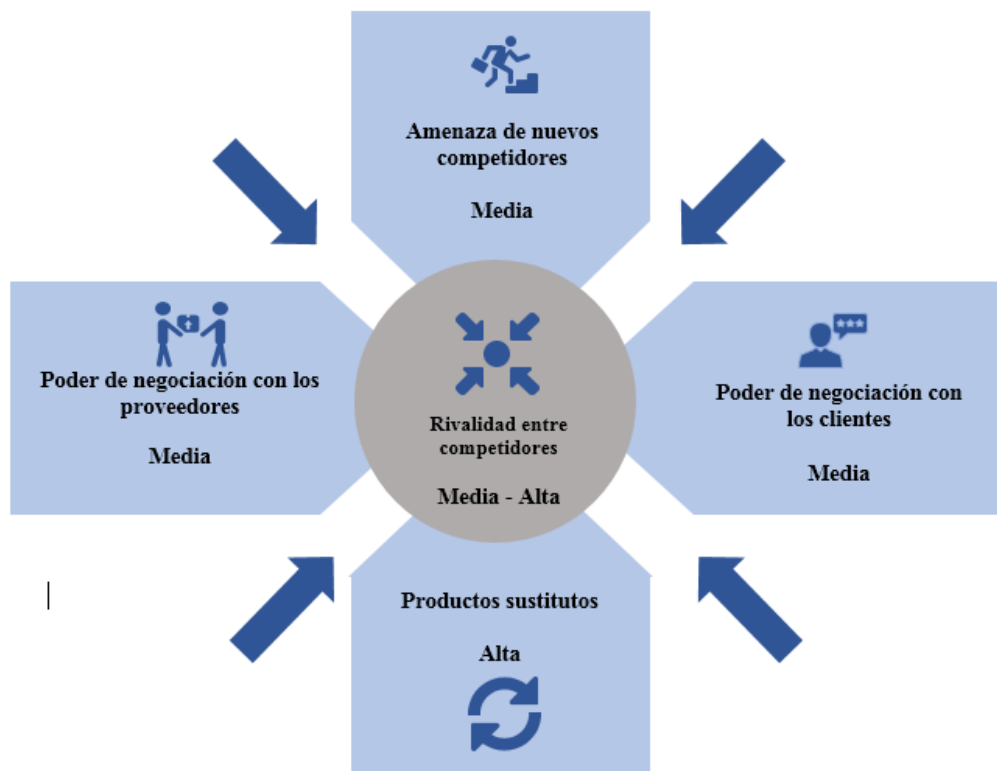 Amenaza de nuevos
competidores
Media
Poder de negociación con los
proveedores
Media
Rivalidad entre
competidores
Media - Alta
Poder de negociación con
los clientes
Media
Productos sustitutos
Alta